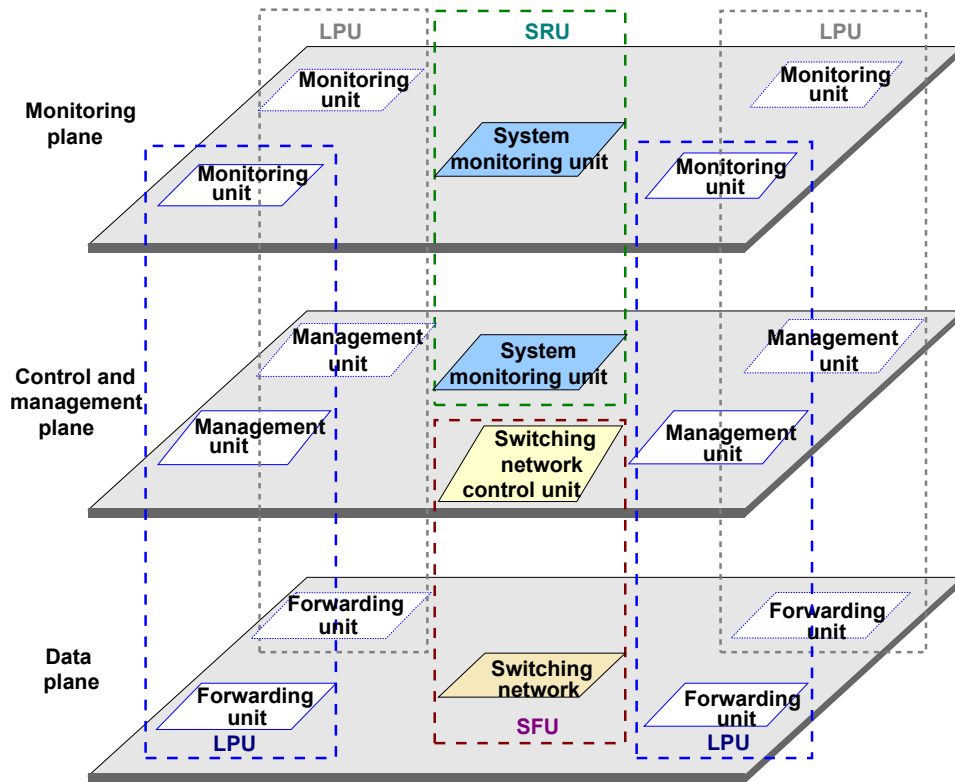 LPU
SRU
LPU
Monitoring
plane
Monitoring
unit
Monitoring
unit
System
monitoring unit
Monitoring
unit
Monitoring
unit
Control and
management
plane
Management
unit
System
monitoring unit
Management
unit
Management
unit
Switching
network
control unit
Management
unit
Data
plane
Forwarding
unit
Forwarding
unit
Switching
network
Forwarding
unit
Forwarding
unit
LPU
SFU
LPU